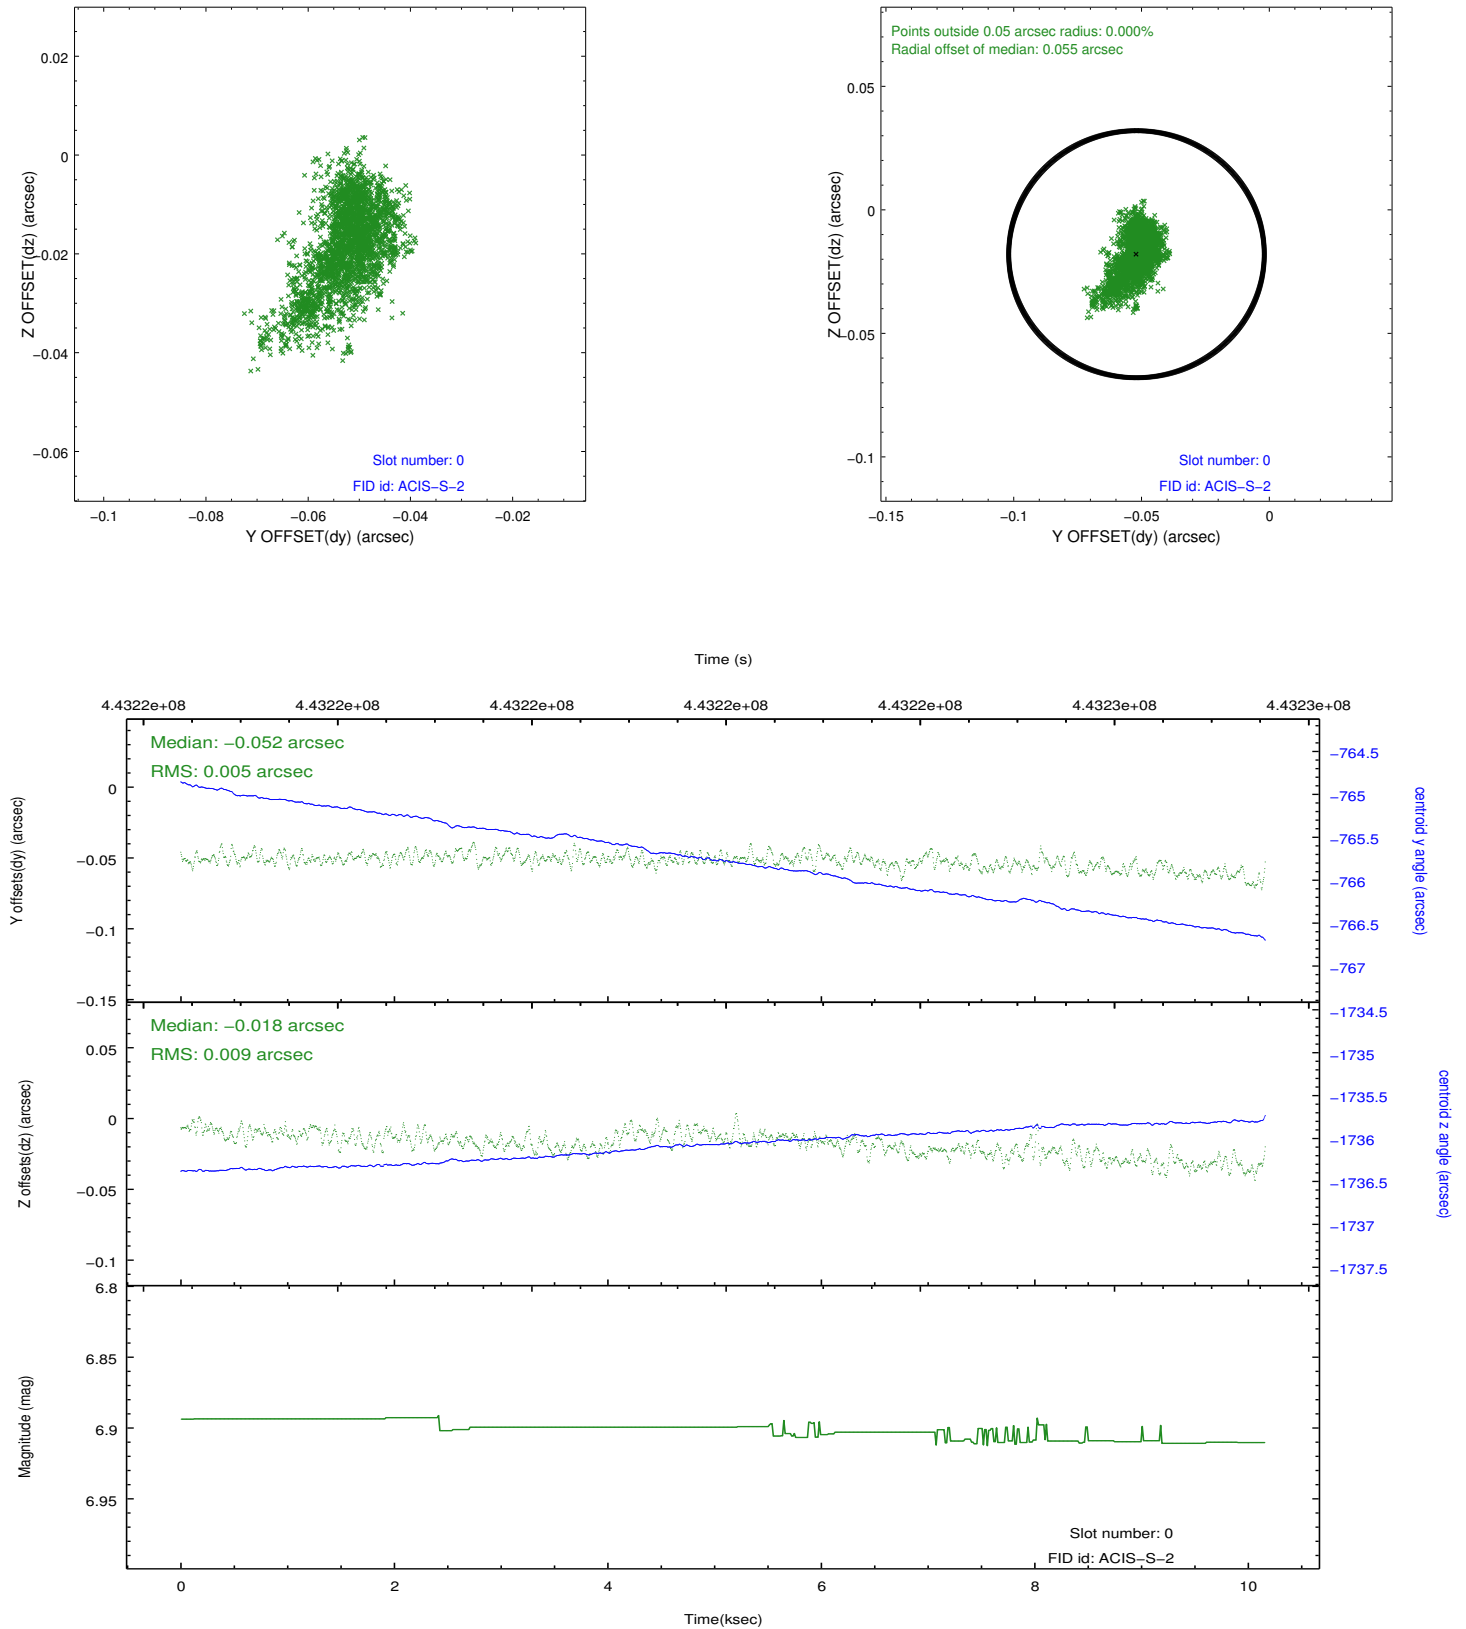 0.02
0
−0.02
−0.04
−0.06
Z OFFSET(dz) (arcsec)
Slot number: 0
FID id: ACIS−S−2
−0.1
−0.08
−0.06
−0.04
−0.02
Y OFFSET(dy) (arcsec)
Points outside 0.05 arcsec radius: 0.000%
Radial offset of median: 0.055 arcsec
0.05
0
−0.05
−0.1
Z OFFSET(dz) (arcsec)
Slot number: 0
FID id: ACIS−S−2
−0.15
−0.1
−0.05
0
Y OFFSET(dy) (arcsec)
Time (s)
4.4322e+08 4.4322e+08 4.4322e+08 4.4322e+08 4.4322e+08 4.4323e+08 4.4323e+08
Median: −0.052 arcsec
RMS: 0.005 arcsec
0
−0.05
−0.1
−0.15
Y offsets(dy) (arcsec)
−764.5
−765
−765.5
−766
−766.5
−767
centroid y angle (arcsec)
Median: −0.018 arcsec
RMS: 0.009 arcsec
0.05
0
−0.05
−0.1
Z offsets(dz) (arcsec)
−1734.5
−1735
−1735.5
−1736
−1736.5
−1737
−1737.5
centroid z angle (arcsec)
6.8
6.85
6.9
6.95
Magnitude (mag)
Slot number: 0
FID id: ACIS−S−2
0 2 4 6 8 10
Time(ksec)